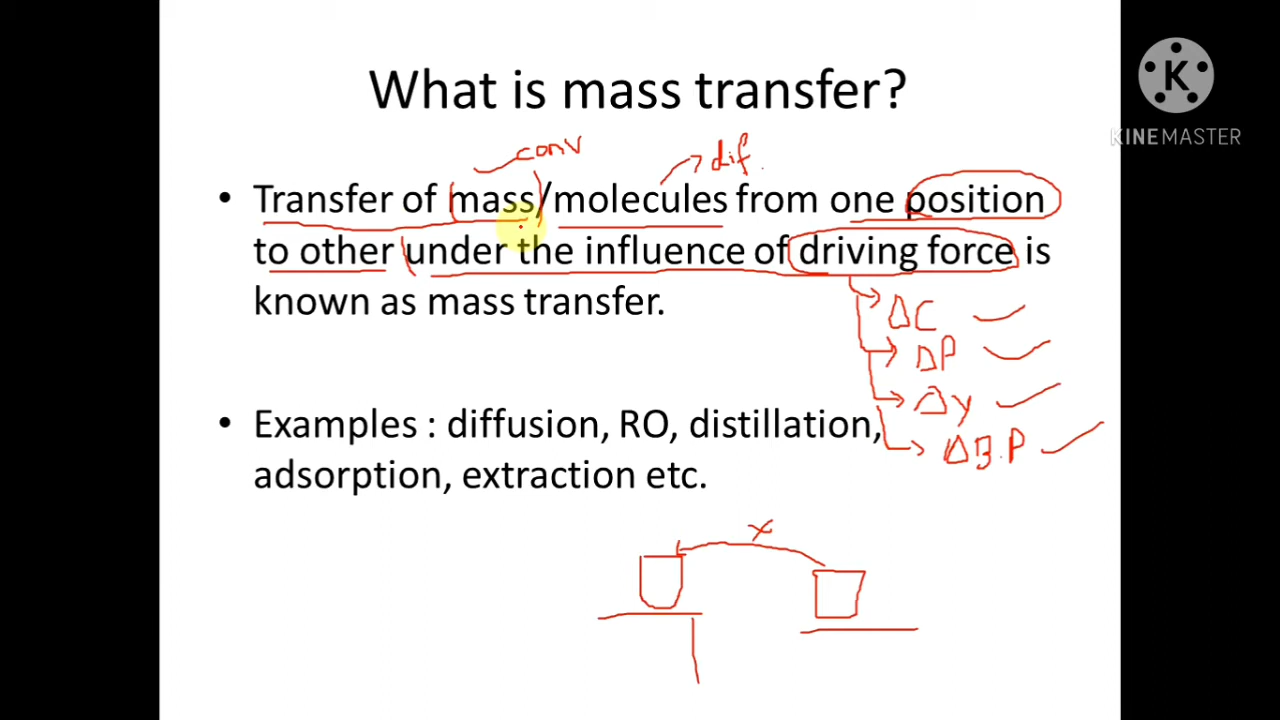 What is mass transfer?
K
KINEMASTER
conv
dif.
• Transfer of mass/molecules from one position
to other under the influence of driving force is
known as mass transfer.
ΔC
ΔP
Δy
ΔB.P
• Examples : diffusion, RO, distillation,
adsorption, extraction etc.
x